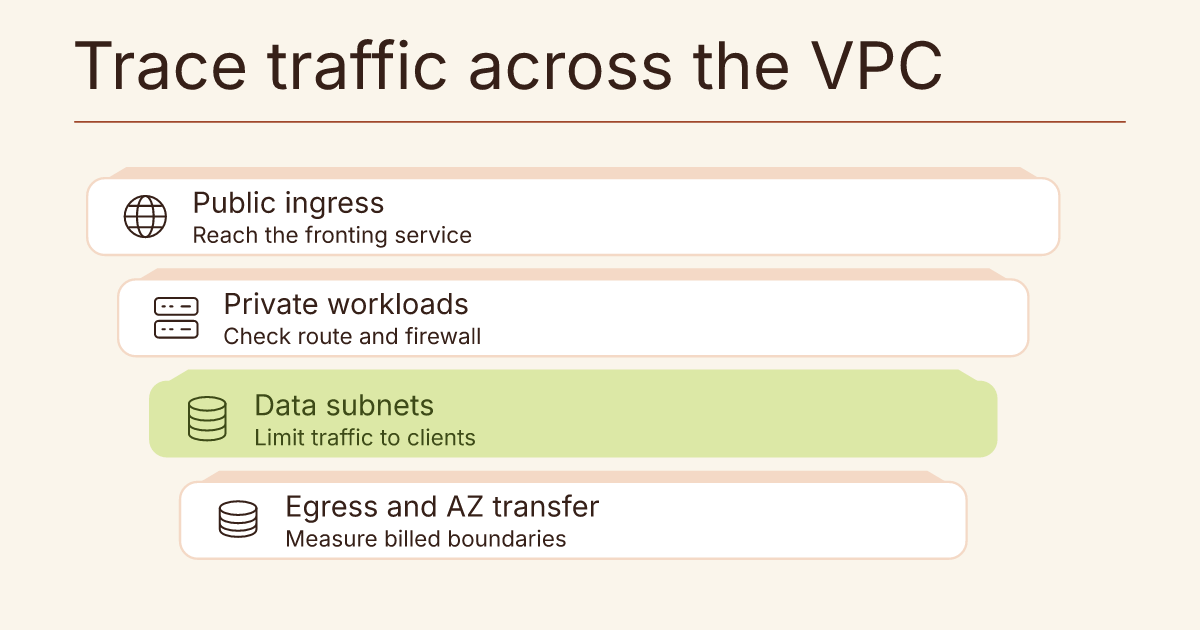 Trace traffic across the VPC
Public ingress
Reach the fronting service
Private workloads
Check route and firewall
Data subnets
Limit traffic to clients
Egress and AZ transfer
Measure billed boundaries